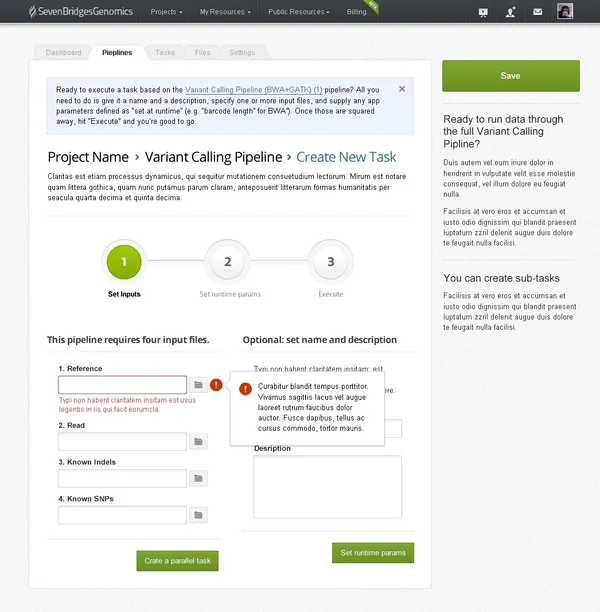 SevenBridgesGenomics
Projects
My Resources
Public Resources
Billing
Dashboard
Pieplines
Tasks
Files
Settings
Ready to execute a task based on the Variant Calling Pipeline (BWA+GATK) (1) pipeline? All you
need to do is give it a name and a description, specify one or more input files, and supply any app
parameters defined as "set at runtime" (e.g. "barcode length" for BWA"). Once those are squared
away, hit "Execute" and you're good to go.
Project Name > Variant Calling Pipeline > Create New Task
Claritas est etiam processus dynamicus, qui sequitur mutationem consuetudium lectorum. Mirum est notare
quam littera gothica, quam nunc putamus parum claram, anteposuerit litterarum formas humanitatis per
seacula quarta decima et quinta decima.
1
2
3
Set Inputs
Set runtime params
Execute
This pipeline requires four input files.
1. Reference
Typi non habent claritatem insitam est usus
legentis in iis qui facit eorumcla.
2. Read
3. Known Indels
4. Known SNPs
Crate a parallel task
Optional: set name and description
Typi non habent claritatem insitam; est
ere.
!
! Curabitur blandit tempus porttitor.
Vivamus sagittis lacus vel augue
laoreet rutrum faucibus dolor
auctor. Fusce dapibus, tellus ac
cursus commodo, tortor mauris.
Desription
Set runtime params
Save
Ready to run data through
the full Variant Calling
Pipline?
Duis autem vel eum iriure dolor in
hendrerit in vulputate velit esse molestie
consequat, vel illum dolore eu feugiat
nulla.
Facilisis at vero eros et accumsan et
iusto odio dignissim qui blandit praesent
luptatum zzril delenit augue duis dolore
te feugait nulla facilisi.
You can create sub-tasks
Facilisis at vero eros et accumsan et
iusto odio dignissim qui blandit praesent
luptatum zzril delenit augue duis dolore
te feugait nulla facilisi.